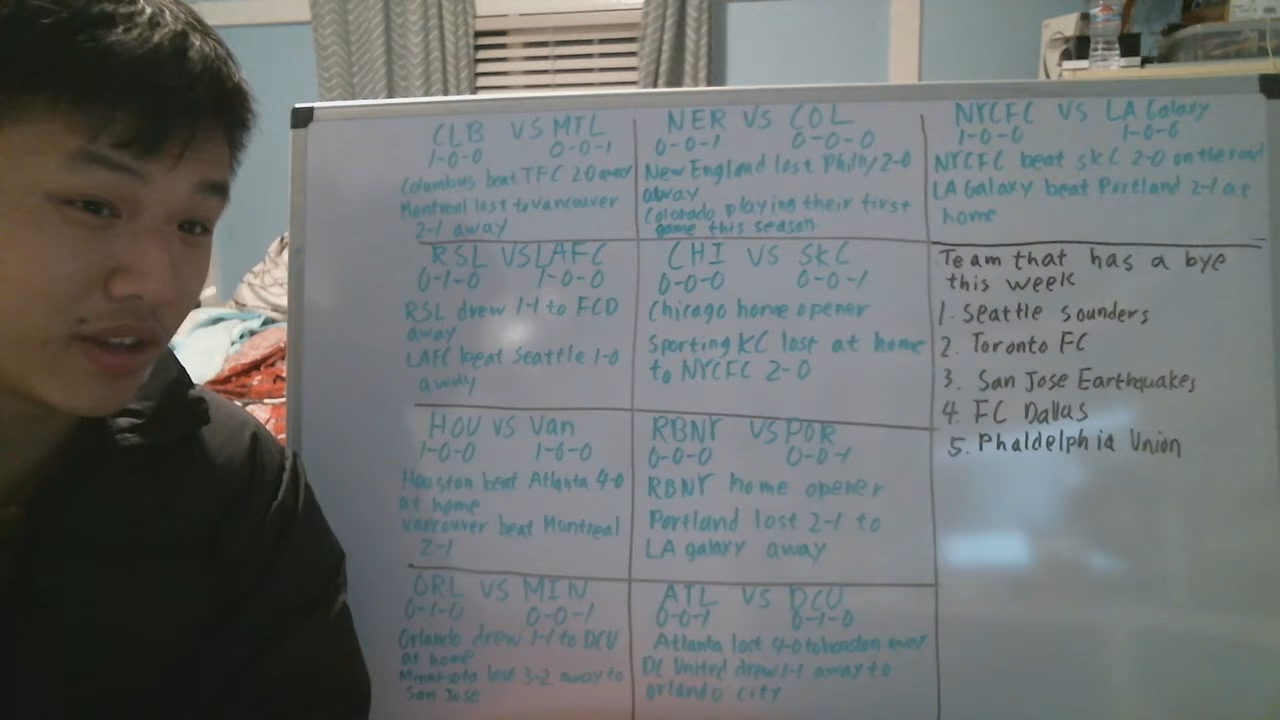 CLB VS MTL
1-0-0 0-0-1
Columbus beat TFC 2-0 away
Montreal lost to Vancouver
2-1 away
RSL VS LAFC
0-1-0 1-0-0
RSL drew 1-1 to FCD
away
LAFC beat Seattle 1-0
away
HOU VS Van
1-0-0 1-0-0
Houston beat Atlanta 4-0
at home
Vancouver beat Montreal
2-1
ORL VS MIN
0-1-0 0-0-1
Orlando drew 1-1 to DCU
at home
Minesota lose 3-2 away to
San Jose
NER VS COL
0-0-1 0-0-0
New England lost Philly 2-0
away
Colorado playing their first
game this season
CHI VS SKC
0-0-0 0-0-1
Chicago home opener
Sporting KC lost at home
to NYCFC 2-0
RBNY VS POR
0-0-0 0-0-1
RBNY home opener
Portland lost 2-1 to
LA galaxy away
ATL VS DCU
0-0-1 0-1-0
Atlanta lost 4-0 to houston away
DC United drew 1-1 away to
orlando city
NYCFC VS LA Galaxy
1-0-0 1-0-0
NYCFC beat SKC 2-0 on the road
LA Galaxy beat Portland 2-1 at
home
Team that has a bye
this week
1. Seattle Sounders
2. Toronto FC
3. San Jose Earthquakes
4. FC Dallas
5. Phaldelphia Union